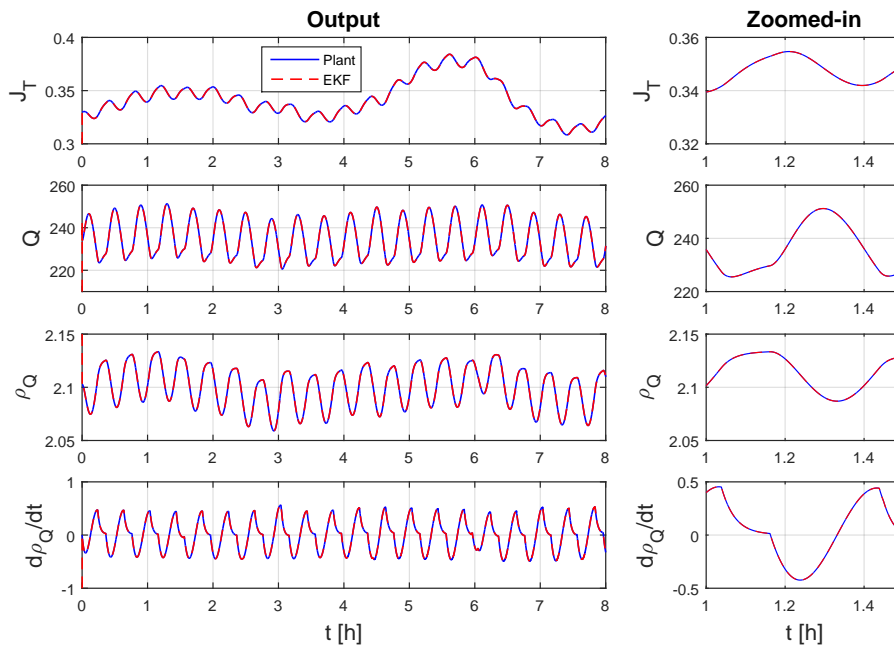 Output
Zoomed-in
0.4
0.35
0.3
J_T
Plant
EKF
0 1 2 3 4 5 6 7 8
0.36
0.34
0.32
J_T
1 1.2 1.4
260
240
220
Q
0 1 2 3 4 5 6 7 8
260
240
220
Q
1 1.2 1.4
2.15
2.1
2.05
ρ_Q
0 1 2 3 4 5 6 7 8
2.15
2.1
2.05
ρ_Q
1 1.2 1.4
1
0
-1
dρ_Q/dt
0 1 2 3 4 5 6 7 8
t [h]
0.5
0
-0.5
dρ_Q/dt
1 1.2 1.4
t [h]